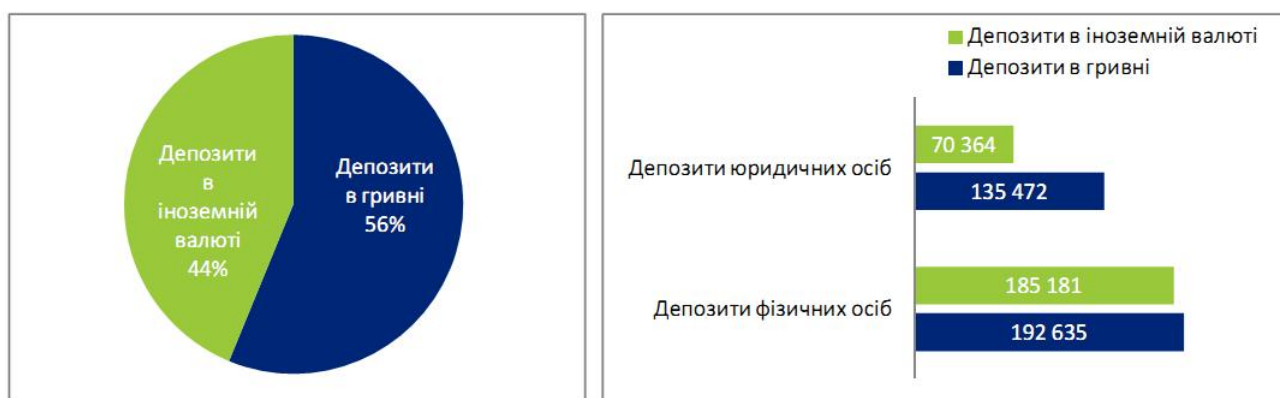 Депозити
в
іноземній
валюті
44%
Депозити
в гривні
56%
Депозити в іноземній валюті
Депозити в гривні
Депозити юридичних осіб
70 364
135 472
Депозити фізичних осіб
185 181
192 635